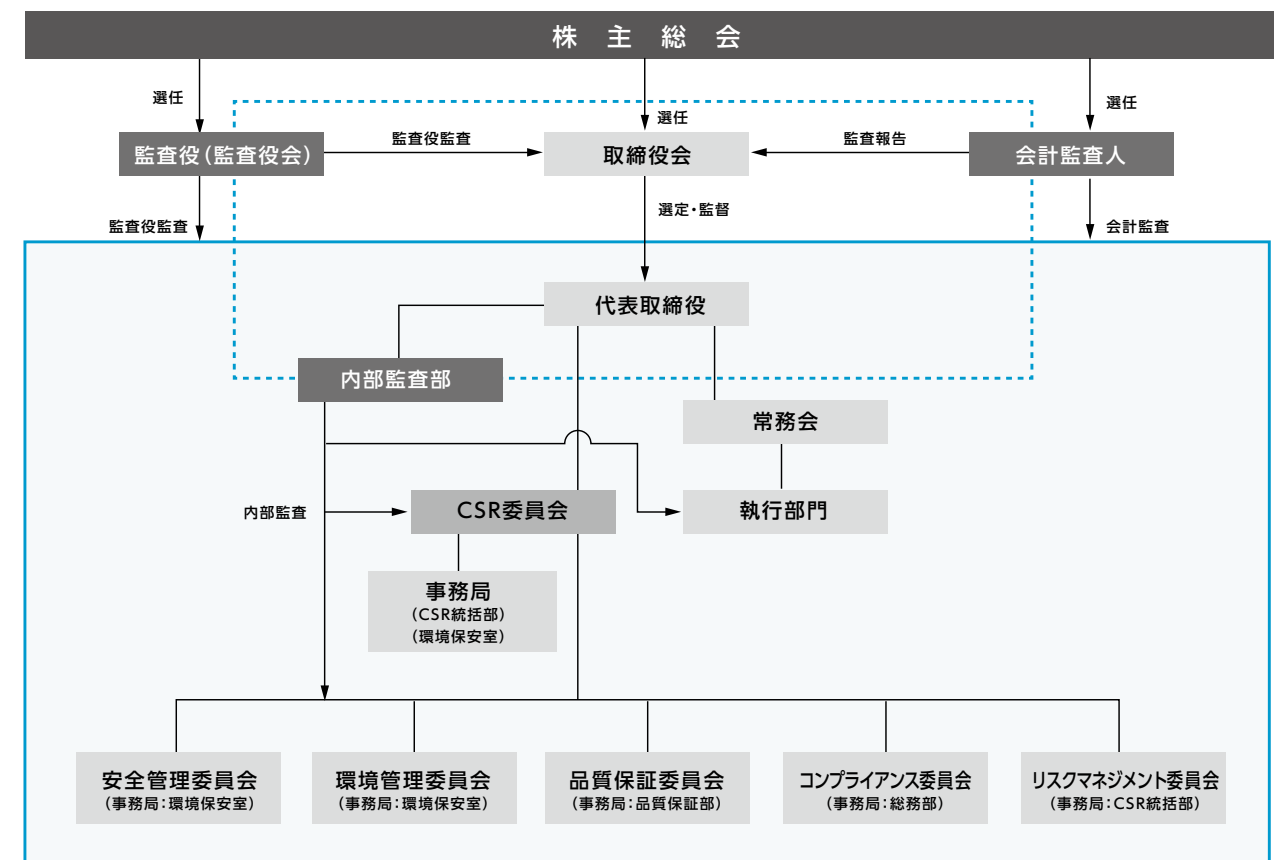 株主総会
選任
選任
選任
監査役(監査役会)
監査役監査
取締役会
監査報告
会計監査人
監査役監査
選定・監督
会計監査
代表取締役
内部監査部
常務会
内部監査
CSR委員会
執行部門
事務局
(CSR統括部)
(環境保安室)
安全管理委員会
(事務局:環境保安室)
環境管理委員会
(事務局:環境保安室)
品質保証委員会
(事務局:品質保証部)
コンプライアンス委員会
(事務局:総務部)
リスクマネジメント委員会
(事務局:CSR統括部)